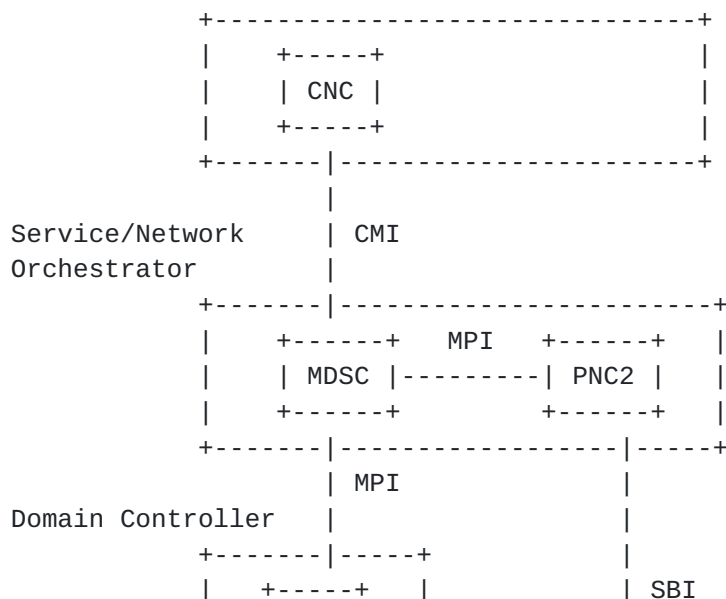 +-------------------------------+
|     +-----+                   |
|     | CNC |                   |
|     +-----+                   |
+-------|-----------------------+
|
Service/Network       | CMI
Orchestrator          |
+-------|------------------------+
|     +------+   MPI   +------+   |
|     | MDSC |---------| PNC2 |   |
|     +------+         +------+   |
+-------|------------------|-----+
| MPI              |
Domain Controller     |                  |
+-------|-----+            |
|   +-----+   |            | SBI